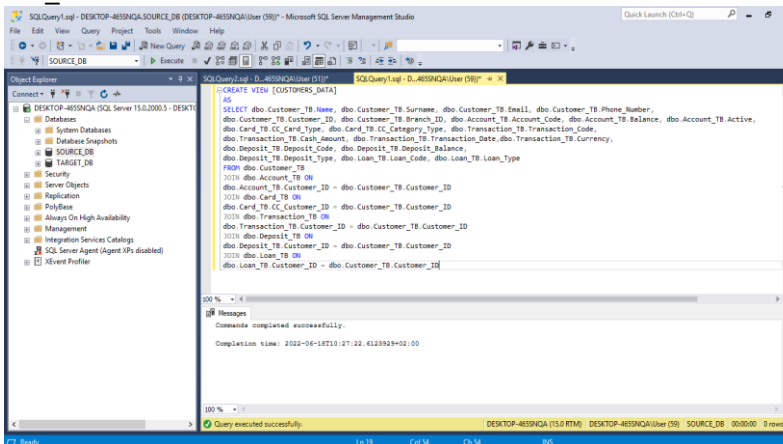 SQLQuery1.sql - DESKTOP-465SNQA.SOURCE_DB (DESKTOP-465SNQA\User (59))* - Microsoft SQL Server Management Studio
Quick Launch (Ctrl+Q)
File Edit View Query Project Tools Window Help
New Query
SOURCE_DB
Execute
Object Explorer
Connect
DESKTOP-465SNQA (SQL Server 15.0.2000.5 - DESKTO
Databases
System Databases
Database Snapshots
SOURCE_DB
TARGET_DB
Security
Server Objects
Replication
PolyBase
Always On High Availability
Management
Integration Services Catalogs
SQL Server Agent (Agent XPs disabled)
XEvent Profiler
SQLQuery2.sql - D...465SNQA\User (51))*
SQLQuery1.sql - D...465SNQA\User (59))*
CREATE VIEW [CUSTOMERS_DATA]
AS
SELECT dbo.Customer_TB.Name, dbo.Customer_TB.Surname, dbo.Customer_TB.Email, dbo.Customer_TB.Phone_Number,
dbo.Customer_TB.Customer_ID, dbo.Customer_TB.Branch_ID, dbo.Account_TB.Account_Code, dbo.Account_TB.Balance, dbo.Account_TB.Active,
dbo.Card_TB.CC_Card_Type, dbo.Card_TB.CC_Category_Type, dbo.Transaction_TB.Transaction_Code,
dbo.Transaction_TB.Cash_Amount, dbo.Transaction_TB.Transaction_Date,dbo.Transaction_TB.Currency,
dbo.Deposit_TB.Deposit_Code, dbo.Deposit_TB.Deposit_Balance,
dbo.Deposit_TB.Deposit_Type, dbo.Loan_TB.Loan_Code, dbo.Loan_TB.Loan_Type
FROM dbo.Customer_TB
JOIN dbo.Account_TB ON
dbo.Account_TB.Customer_ID = dbo.Customer_TB.Customer_ID
JOIN dbo.Card_TB ON
dbo.Card_TB.CC_Customer_ID = dbo.Customer_TB.Customer_ID
JOIN dbo.Transaction_TB ON
dbo.Transaction_TB.Customer_ID = dbo.Customer_TB.Customer_ID
JOIN dbo.Deposit_TB ON
dbo.Deposit_TB.Customer_ID = dbo.Customer_TB.Customer_ID
JOIN dbo.Loan_TB ON
dbo.Loan_TB.Customer_ID = dbo.Customer_TB.Customer_ID
100 %
Messages
Commands completed successfully.
Completion time: 2022-06-18T10:27:22.6123929+02:00
100 %
Query executed successfully.
DESKTOP-465SNQA (15.0 RTM) DESKTOP-465SNQA\User (59) SOURCE_DB 00:00:00 0 rows
Ready Ln 19 Col 54 Ch 54 INS